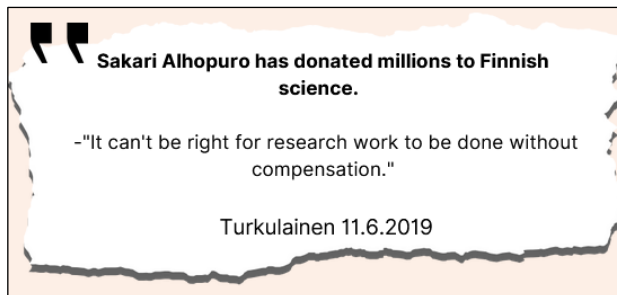 Sakari Alhopuro has donated millions to Finnish
science.
-"It can't be right for research work to be done without
compensation."
Turkulainen 11.6.2019